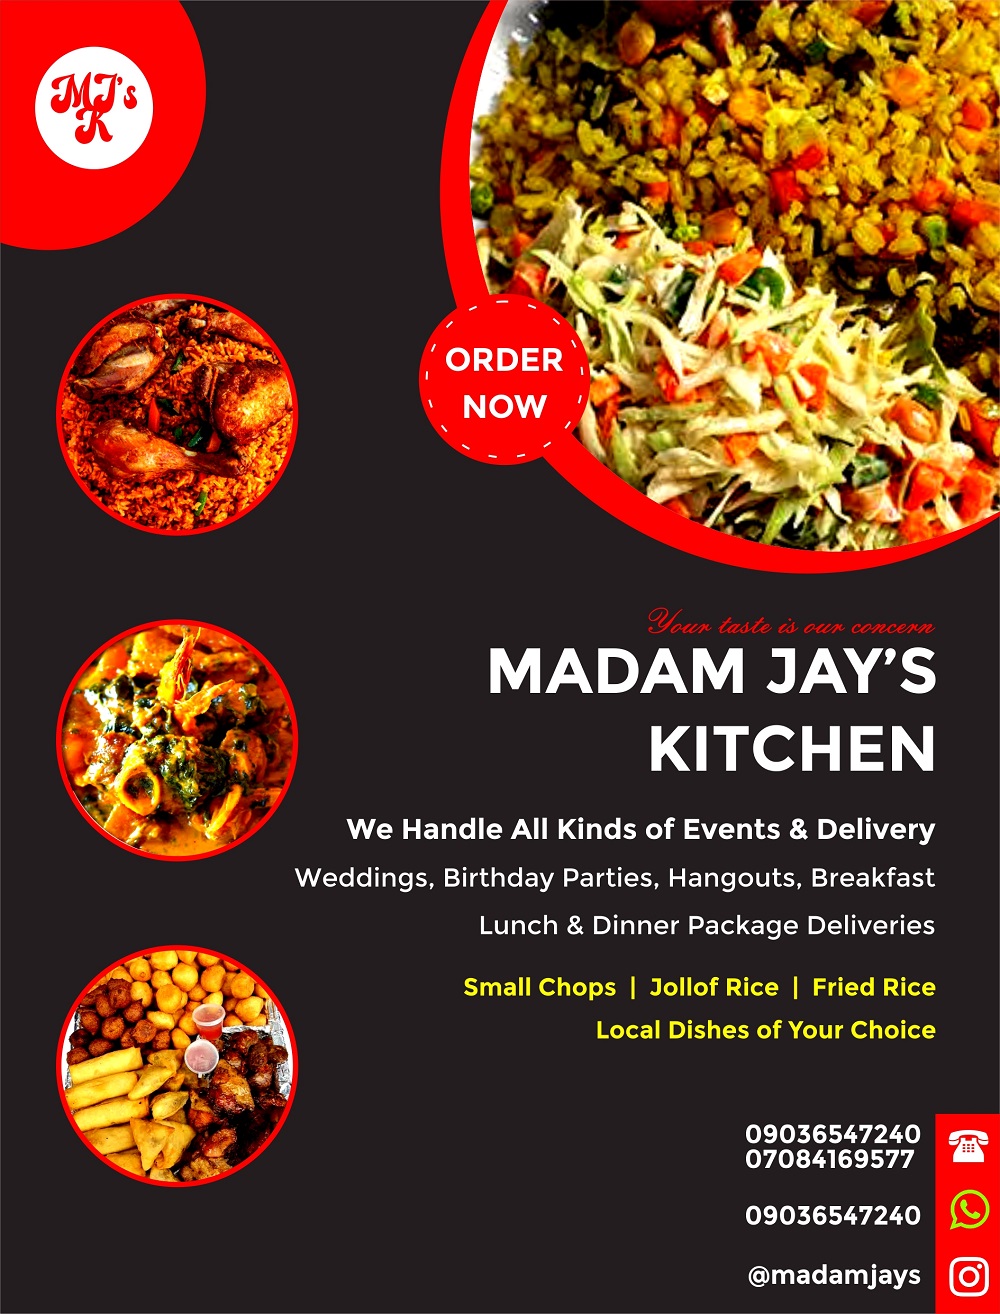 MJ's
K
ORDER
NOW
Your taste is our concern
MADAM JAY'S
KITCHEN
We Handle All Kinds of Events & Delivery
Weddings, Birthday Parties, Hangouts, Breakfast
Lunch & Dinner Package Deliveries
Small Chops | Jollof Rice | Fried Rice
Local Dishes of Your Choice
09036547240
07084169577
09036547240
@madamjays